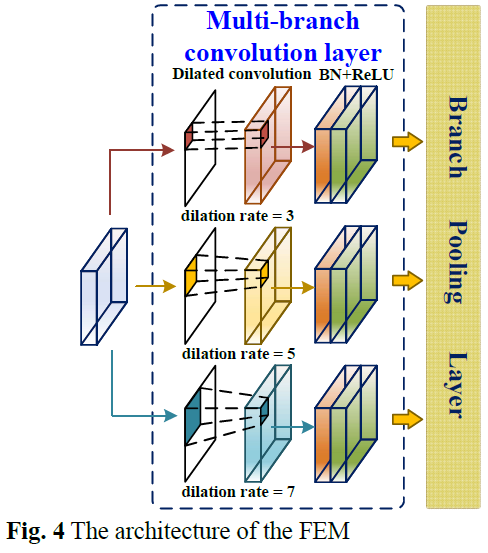 Multi-branch
convolution layer
Dilated convolution BN+ReLU
dilation rate = 3
dilation rate = 5
dilation rate = 7
Branch Pooling Layer
Fig. 4 The architecture of the FEM